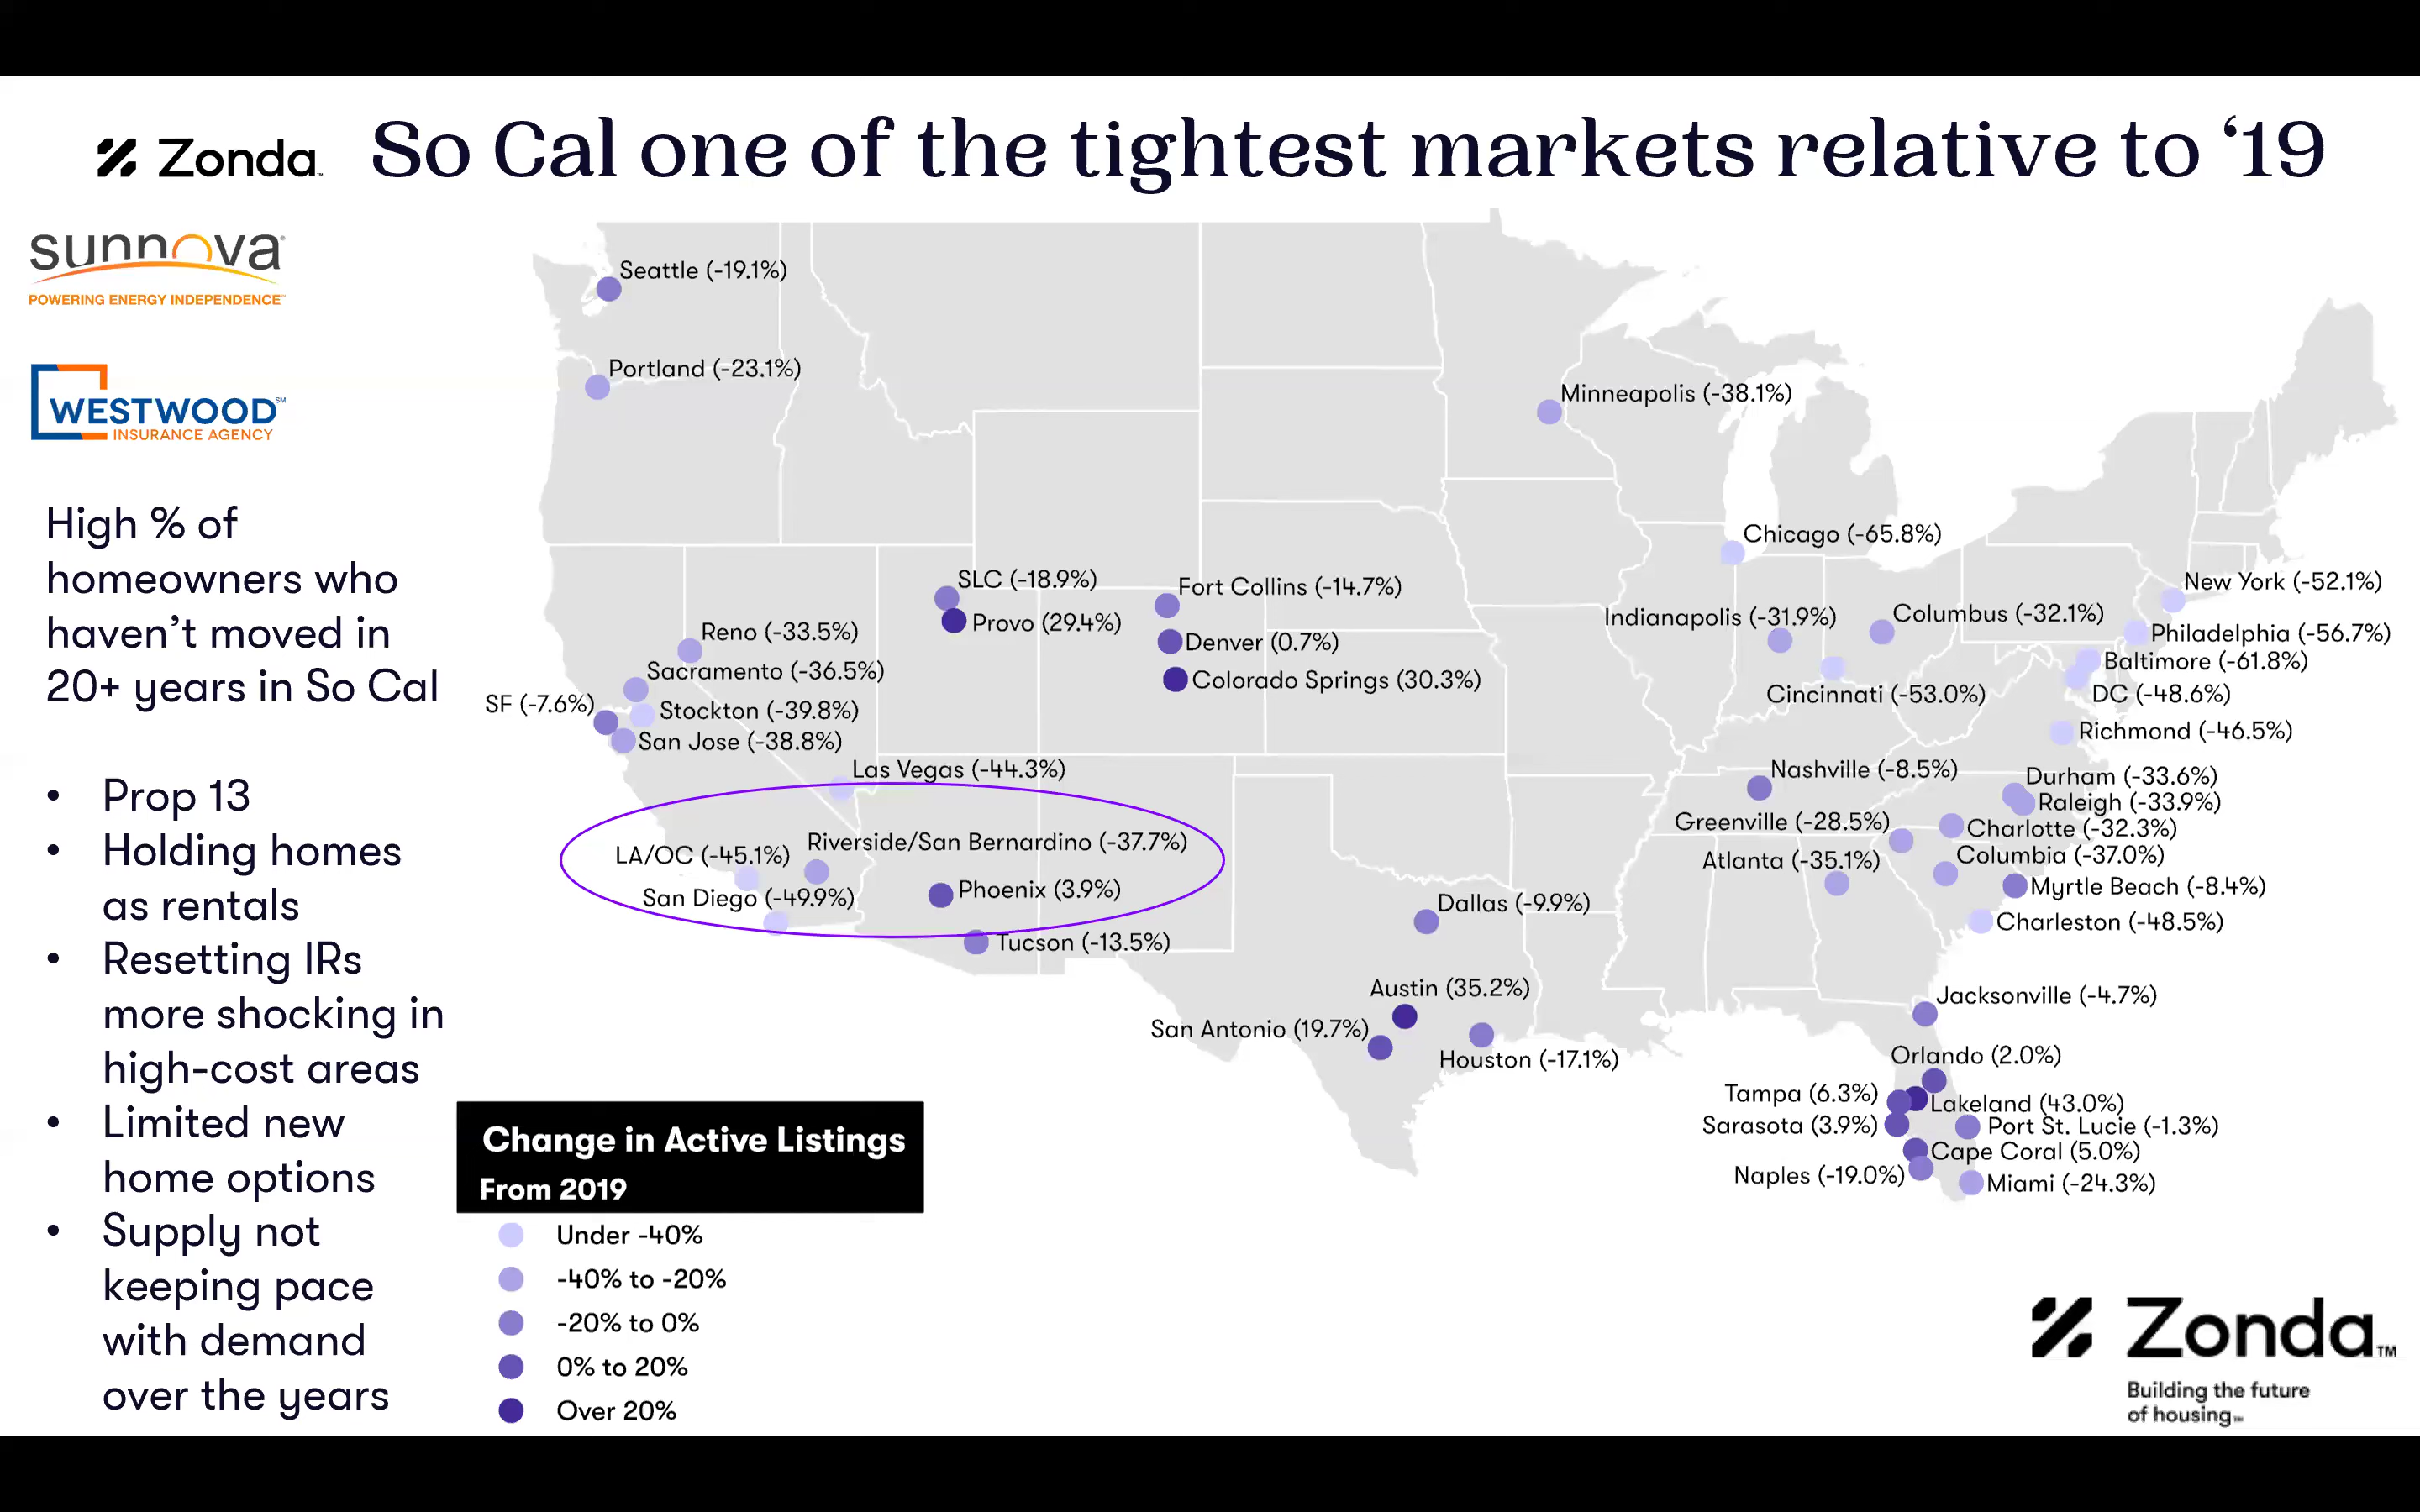 Zonda™
So Cal one of the tightest markets relative to ‘19
sunnova®
POWERING ENERGY INDEPENDENCE™
WESTWOOD℠
INSURANCE AGENCY
High % of
homeowners who
haven’t moved in
20+ years in So Cal
• Prop 13
• Holding homes
as rentals
• Resetting IRs
more shocking in
high-cost areas
• Limited new
home options
• Supply not
keeping pace
with demand
over the years
Seattle (-19.1%)
Portland (-23.1%)
Minneapolis (-38.1%)
Chicago (-65.8%)
SLC (-18.9%)
Fort Collins (-14.7%)
New York (-52.1%)
Provo (29.4%)
Indianapolis (-31.9%)
Columbus (-32.1%)
Reno (-33.5%)
Denver (0.7%)
Philadelphia (-56.7%)
Sacramento (-36.5%)
Colorado Springs (30.3%)
Baltimore (-61.8%)
SF (-7.6%)
Stockton (-39.8%)
Cincinnati (-53.0%)
DC (-48.6%)
San Jose (-38.8%)
Richmond (-46.5%)
Las Vegas (-44.3%)
Nashville (-8.5%)
Durham (-33.6%)
Raleigh (-33.9%)
Greenville (-28.5%)
Charlotte (-32.3%)
LA/OC (-45.1%)
Riverside/San Bernardino (-37.7%)
Atlanta (-35.1%)
Columbia (-37.0%)
San Diego (-49.9%)
Phoenix (3.9%)
Dallas (-9.9%)
Myrtle Beach (-8.4%)
Charleston (-48.5%)
Tucson (-13.5%)
Austin (35.2%)
Jacksonville (-4.7%)
San Antonio (19.7%)
Houston (-17.1%)
Orlando (2.0%)
Tampa (6.3%)
Lakeland (43.0%)
Sarasota (3.9%)
Port St. Lucie (-1.3%)
Cape Coral (5.0%)
Naples (-19.0%)
Miami (-24.3%)
Change in Active Listings
From 2019
Under -40%
-40% to -20%
-20% to 0%
0% to 20%
Over 20%
Zonda™
Building the future
of housing™